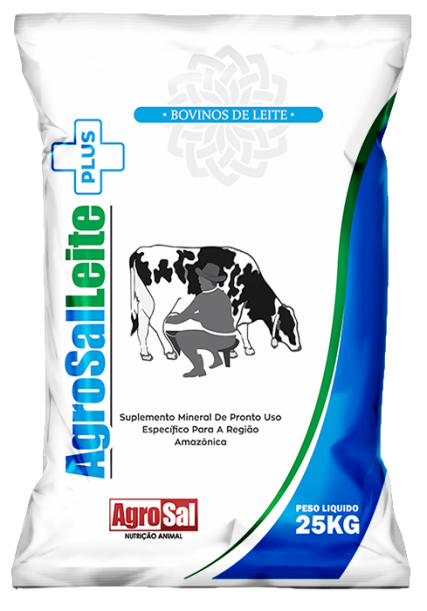 • BOVINOS DE LEITE •
AgroSalLeite
PLUS
Suplemento Mineral De Pronto Uso
Específico Para A Região
Amazônica
AgroSal
NUTRIÇÃO ANIMAL
PESO LIQUIDO
25KG